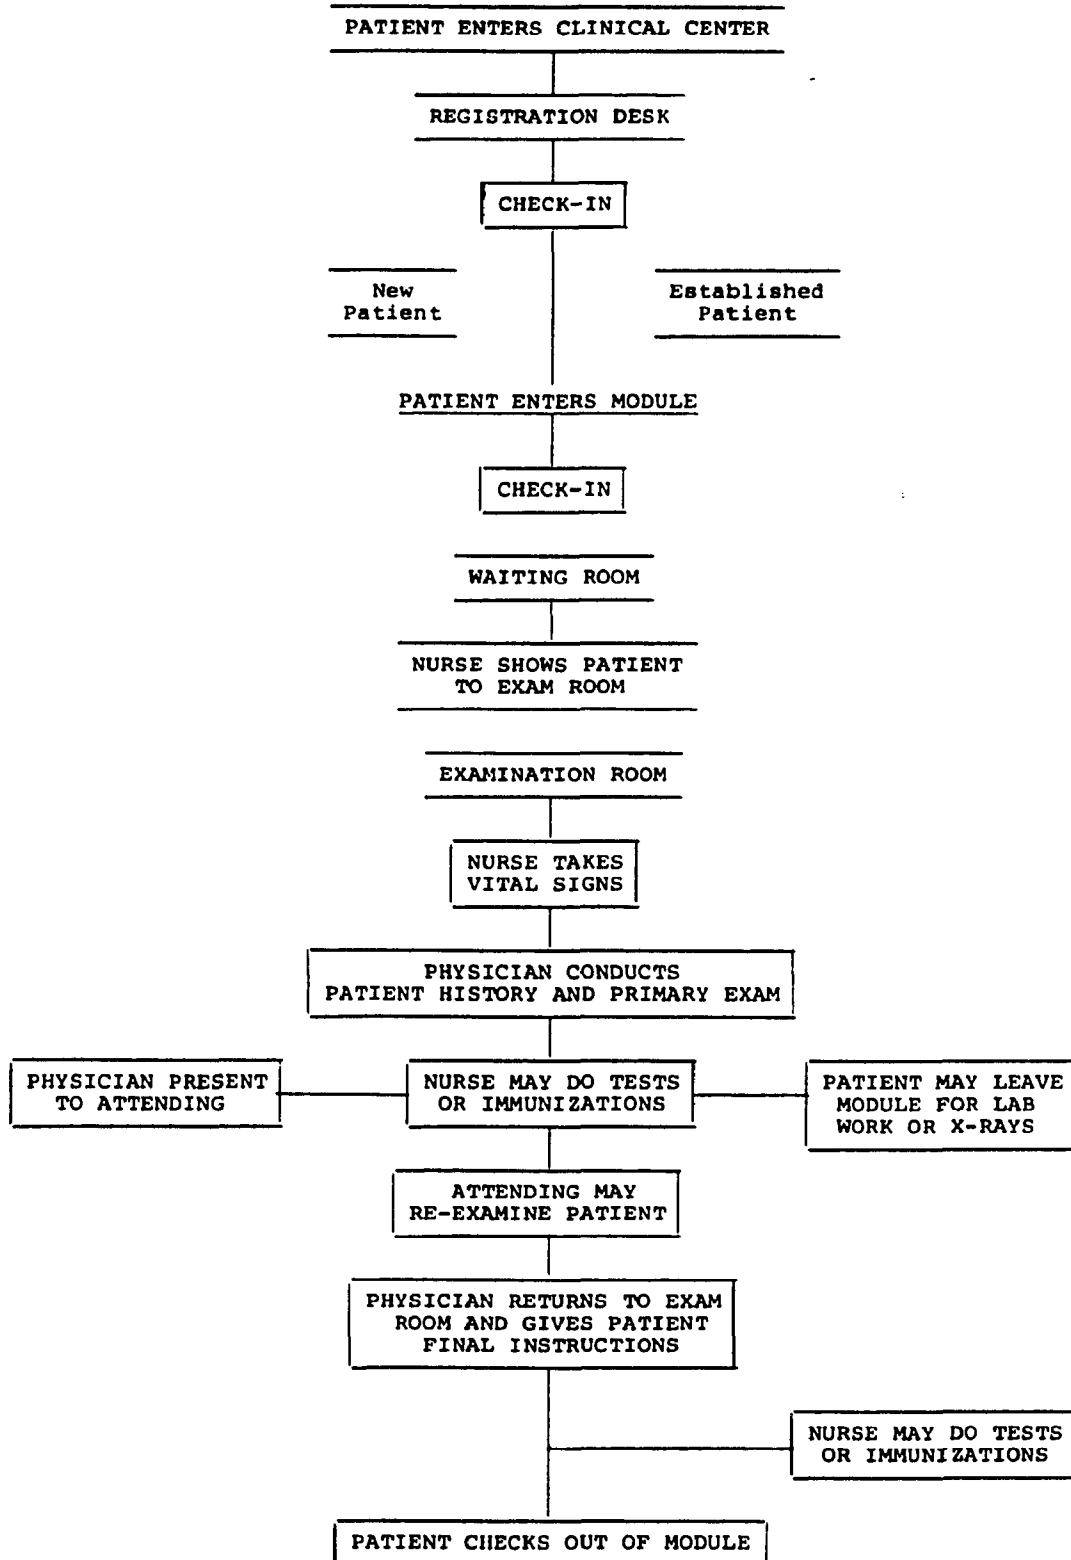 PATIENT ENTERS CLINICAL CENTER
REGISTRATION DESK
CHECK-IN
New
Patient
Established
Patient
PATIENT ENTERS MODULE
CHECK-IN
WAITING ROOM
NURSE SHOWS PATIENT
TO EXAM ROOM
EXAMINATION ROOM
NURSE TAKES
VITAL SIGNS
PHYSICIAN CONDUCTS
PATIENT HISTORY AND PRIMARY EXAM
PHYSICIAN PRESENT
TO ATTENDING
NURSE MAY DO TESTS
OR IMMUNIZATIONS
PATIENT MAY LEAVE
MODULE FOR LAB
WORK OR X-RAYS
ATTENDING MAY
RE-EXAMINE PATIENT
PHYSICIAN RETURNS TO EXAM
ROOM AND GIVES PATIENT
FINAL INSTRUCTIONS
NURSE MAY DO TESTS
OR IMMUNIZATIONS
PATIENT CHECKS OUT OF MODULE